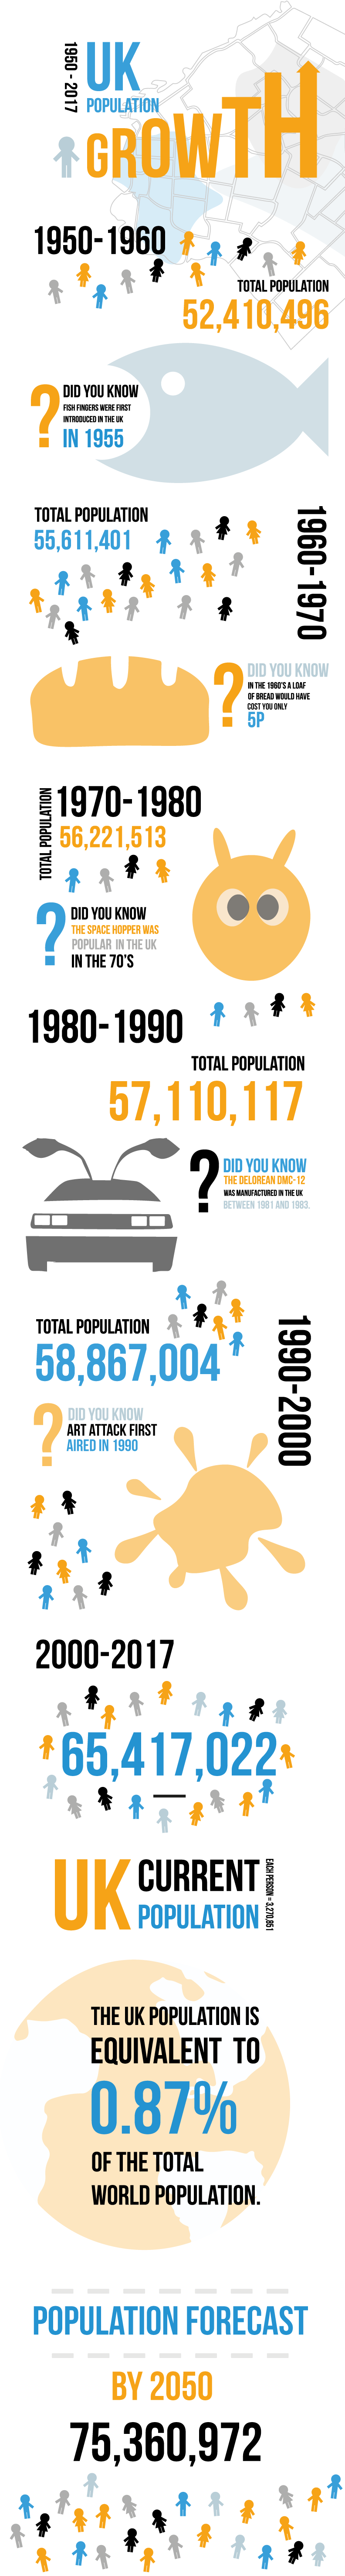 1950 - 2017
UK
POPULATION
GROWTH
1950-1960
TOTAL POPULATION
52,410,496
?
DID YOU KNOW
FISH FINGERS WERE FIRST
INTRODUCED IN THE UK
IN 1955
TOTAL POPULATION
55,611,401
1960-1970
?
DID YOU KNOW
IN THE 1960'S A LOAF
OF BREAD WOULD HAVE
COST YOU ONLY
5P
TOTAL POPULATION
1970-1980
56,221,513
?
DID YOU KNOW
THE SPACE HOPPER WAS
POPULAR IN THE UK
IN THE 70'S
1980-1990
TOTAL POPULATION
57,110,117
?
DID YOU KNOW
THE DELOREAN DMC-12
WAS MANUFACTURED IN THE UK
BETWEEN 1981 AND 1983.
TOTAL POPULATION
58,867,004
1990-2000
?
DID YOU KNOW
ART ATTACK FIRST
AIRED IN 1990
2000-2017
65,417,022
UK CURRENT
POPULATION
EACH PERSON = 3,270,851
THE UK POPULATION IS
EQUIVALENT TO
0.87%
OF THE TOTAL
WORLD POPULATION.
POPULATION FORECAST
BY 2050
75,360,972